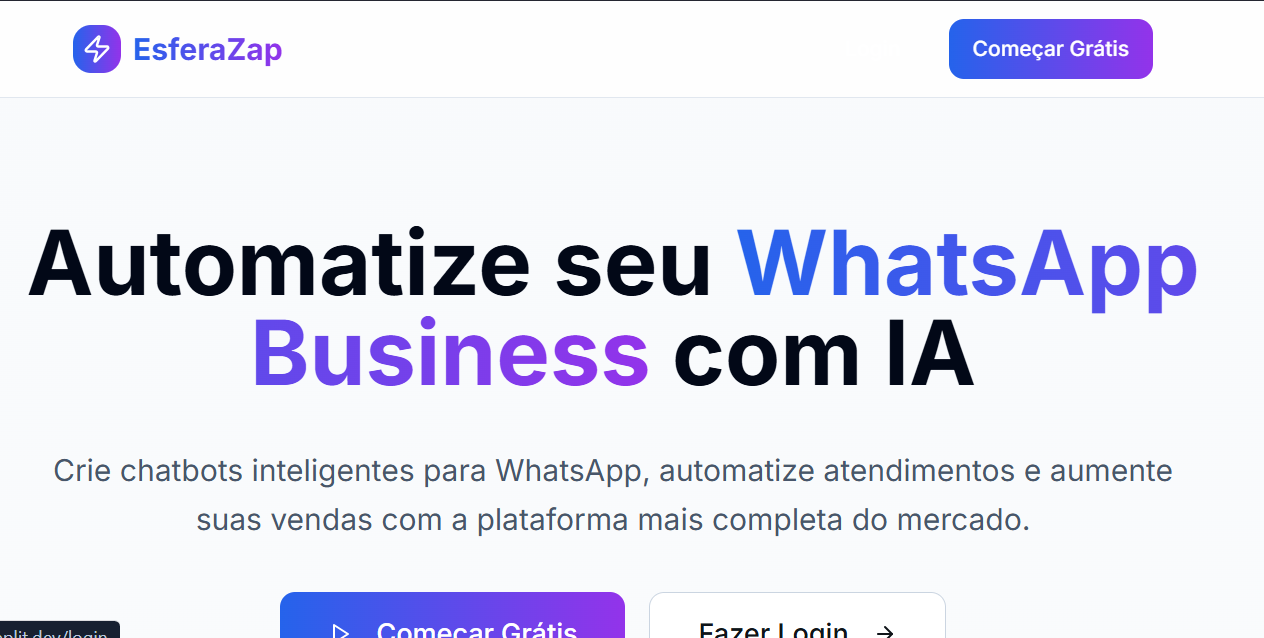 EsferaZap
Começar Grátis
Automatize seu WhatsApp
Business com IA
Crie chatbots inteligentes para WhatsApp, automatize atendimentos e aumente
suas vendas com a plataforma mais completa do mercado.
Começar Grátis
Fazer Login
plit.dev/login